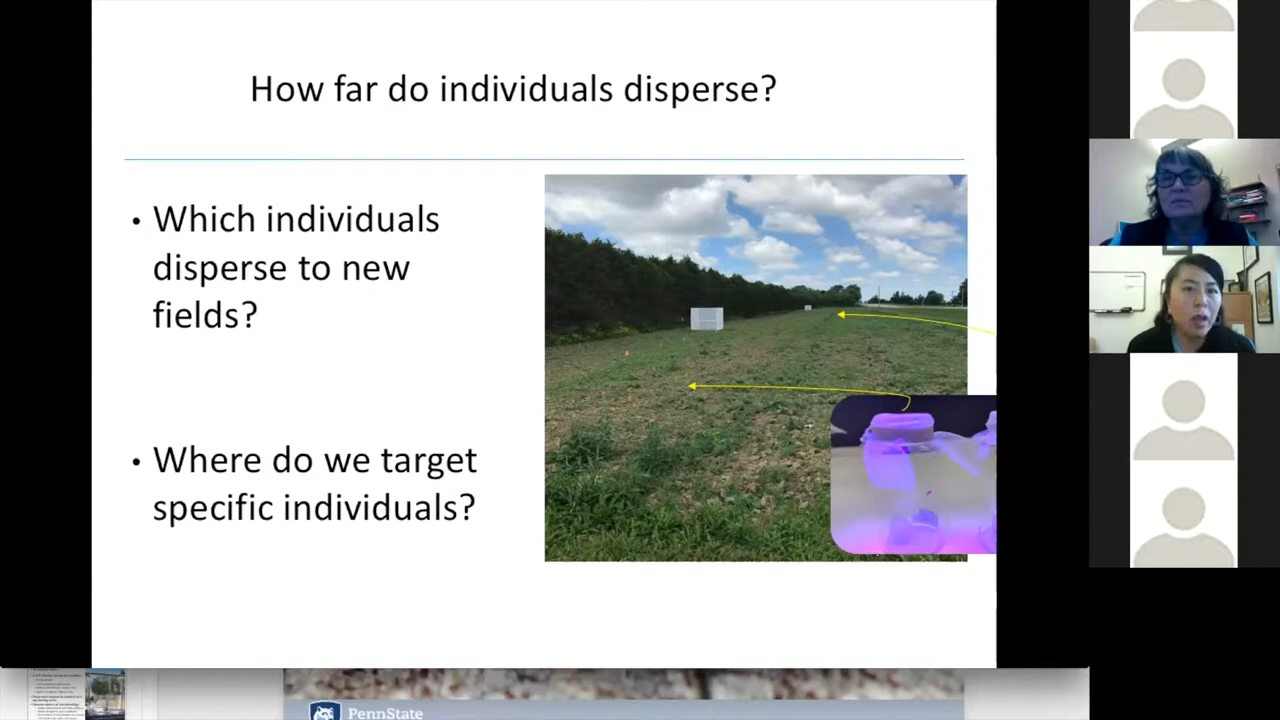 How far do individuals disperse?
• Which individuals
disperse to new
fields?
• Where do we target
specific individuals?
PennState